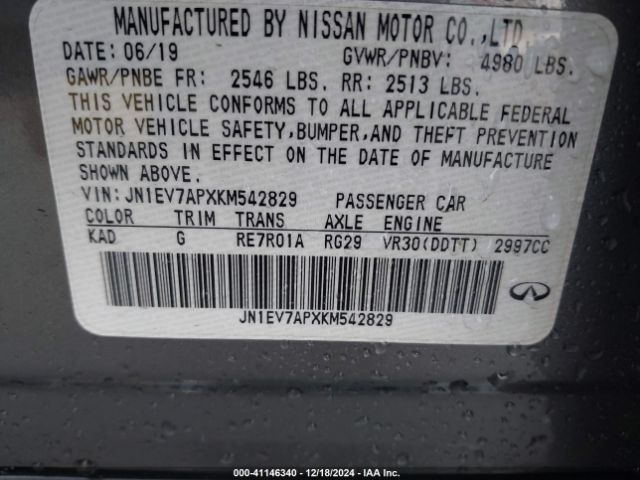 MANUFACTURED BY NISSAN MOTOR CO.,LTD.
DATE: 06/19 GVWR/PNBV: 4980 LBS.
GAWR/PNBE FR: 2546 LBS. RR: 2513 LBS.
THIS VEHICLE CONFORMS TO ALL APPLICABLE FEDERAL
MOTOR VEHICLE SAFETY,BUMPER,AND THEFT PREVENTION
STANDARDS IN EFFECT ON THE DATE OF MANUFACTURE
SHOWN ABOVE.
VIN:JN1EV7APXKM542829 PASSENGER CAR
COLOR TRIM TRANS AXLE ENGINE
KAD G RE7R01A RG29 VR30(DDTT) 2997CC
JN1EV7APXKM542829
000-41146340 - 12/18/2024 - IAA Inc.